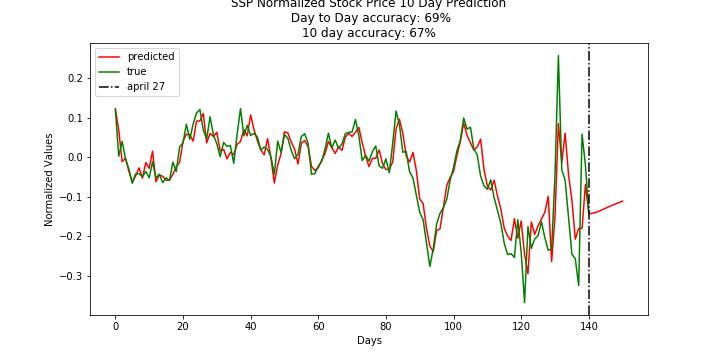 SSP Normalized Stock Price 10 Day Prediction
Day to Day accuracy: 69%
10 day accuracy: 67%
predicted
true
april 27
Normalized Values
0.2
0.1
0.0
−0.1
−0.2
−0.3
0 20 40 60 80 100 120 140
Days